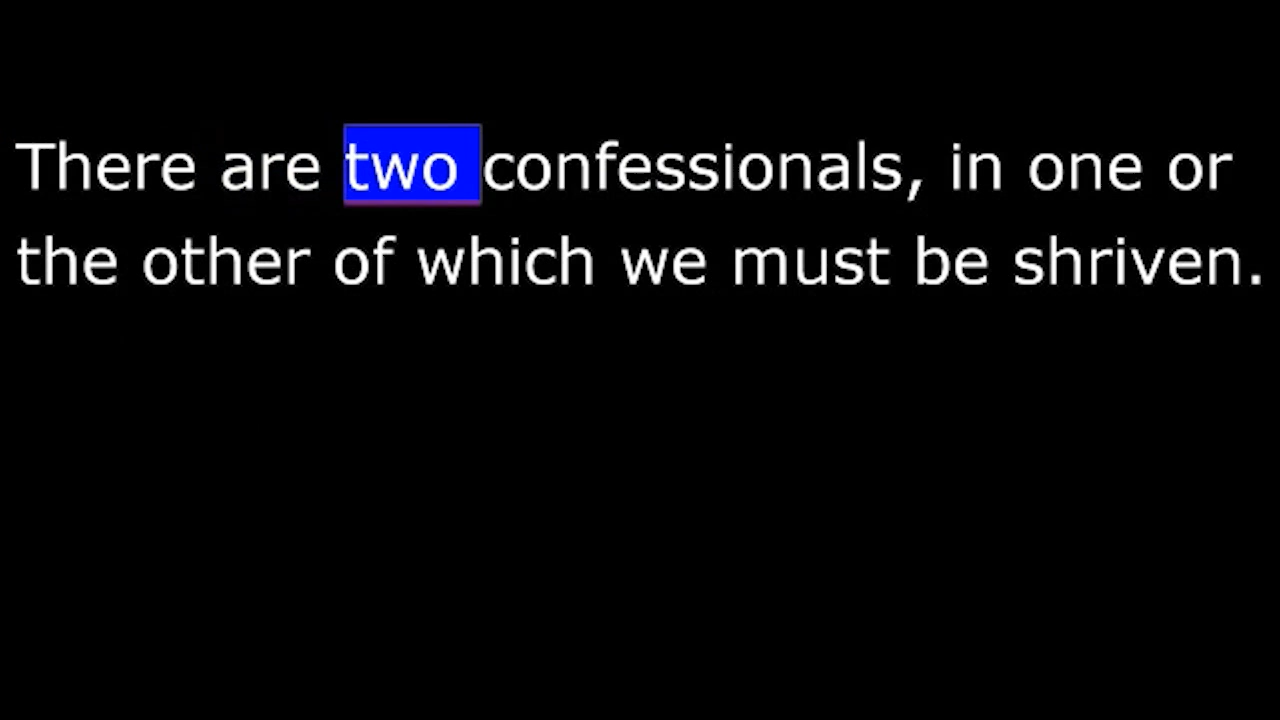 There are two confessionals, in one or
the other of which we must be shriven.